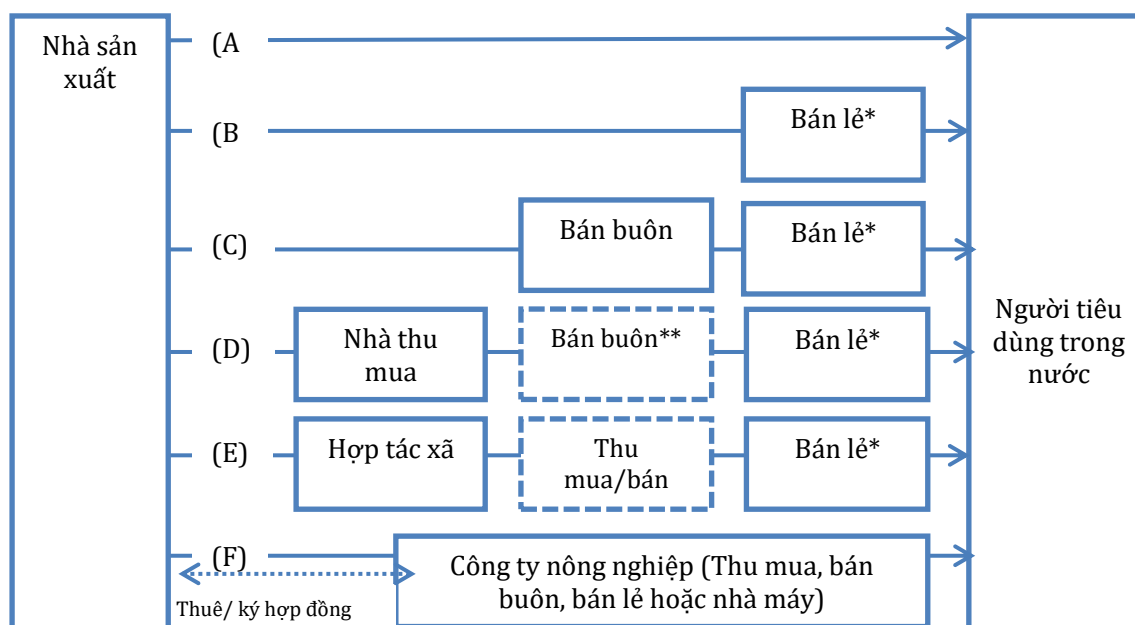 Nhà sản
xuất
(A
(B
Bán lẻ*
(C)
Bán buôn
Bán lẻ*
(D)
Nhà thu
mua
Bán buôn**
Bán lẻ*
(E)
Hợp tác xã
Thu
mua/bán
Bán lẻ*
(F)
Thuê/ ký hợp đồng
Công ty nông nghiệp (Thu mua, bán
buôn, bán lẻ hoặc nhà máy)
Người tiêu
dùng trong
nước